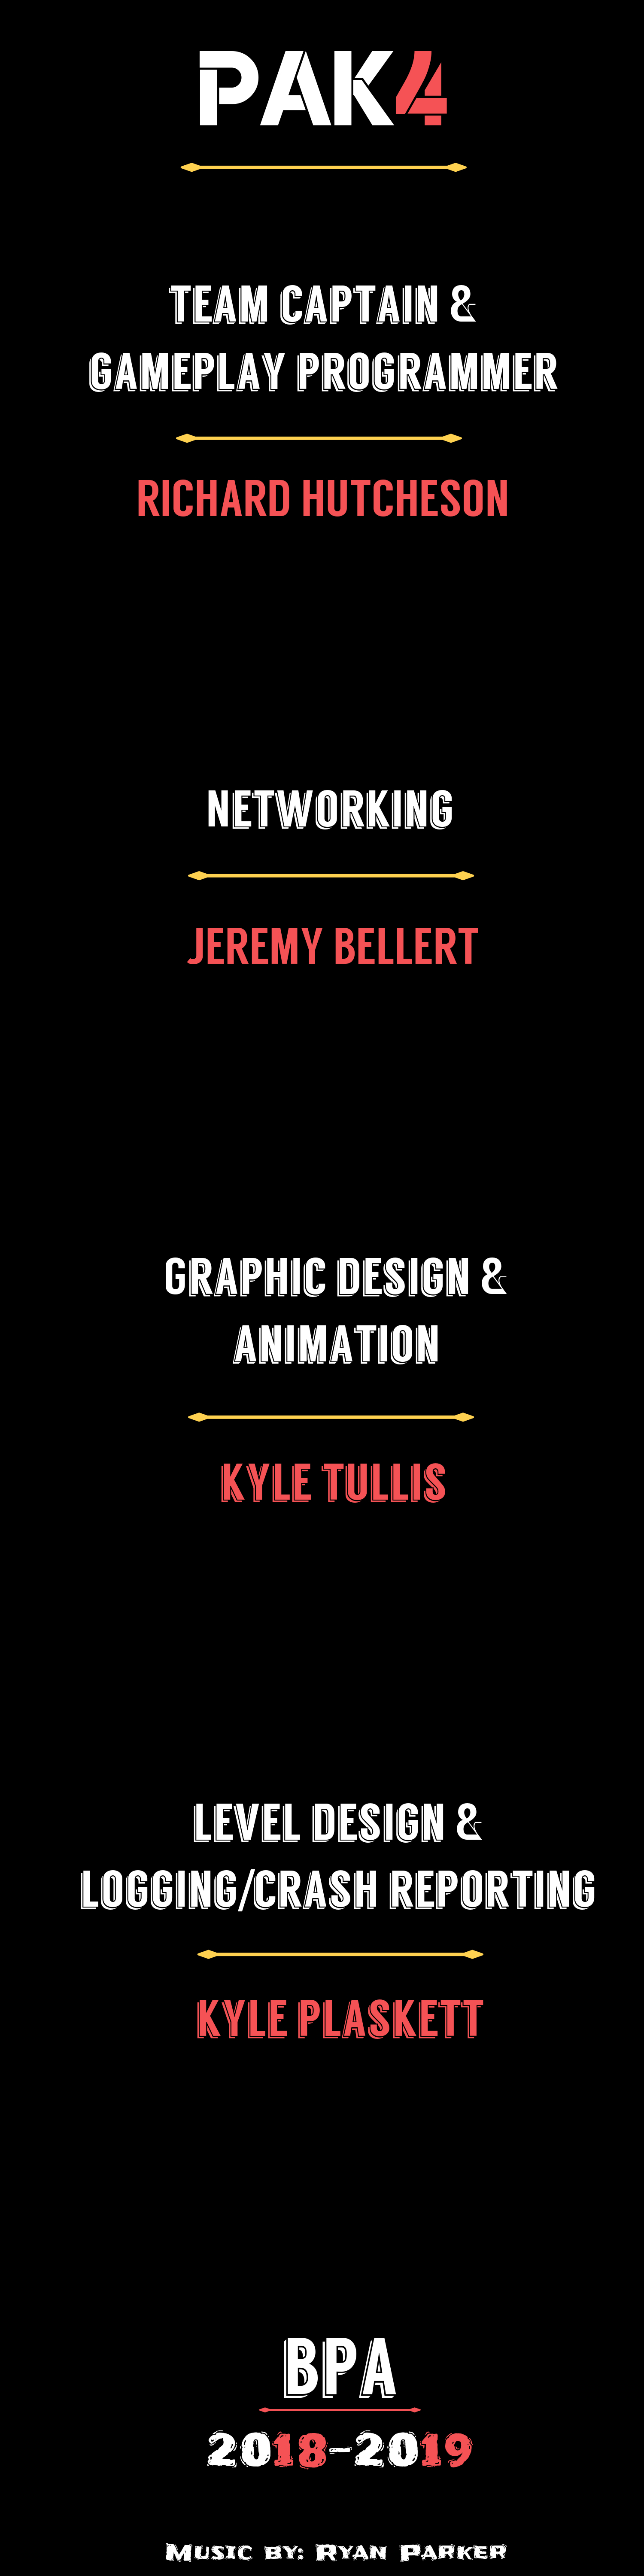 PAK4
TEAM CAPTAIN &
GAMEPLAY PROGRAMMER
RICHARD HUTCHESON
NETWORKING
JEREMY BELLERT
GRAPHIC DESIGN &
ANIMATION
KYLE TULLIS
LEVEL DESIGN &
LOGGING/CRASH REPORTING
KYLE PLASKETT
BPA
2018-2019
MUSIC BY: RYAN PARKER